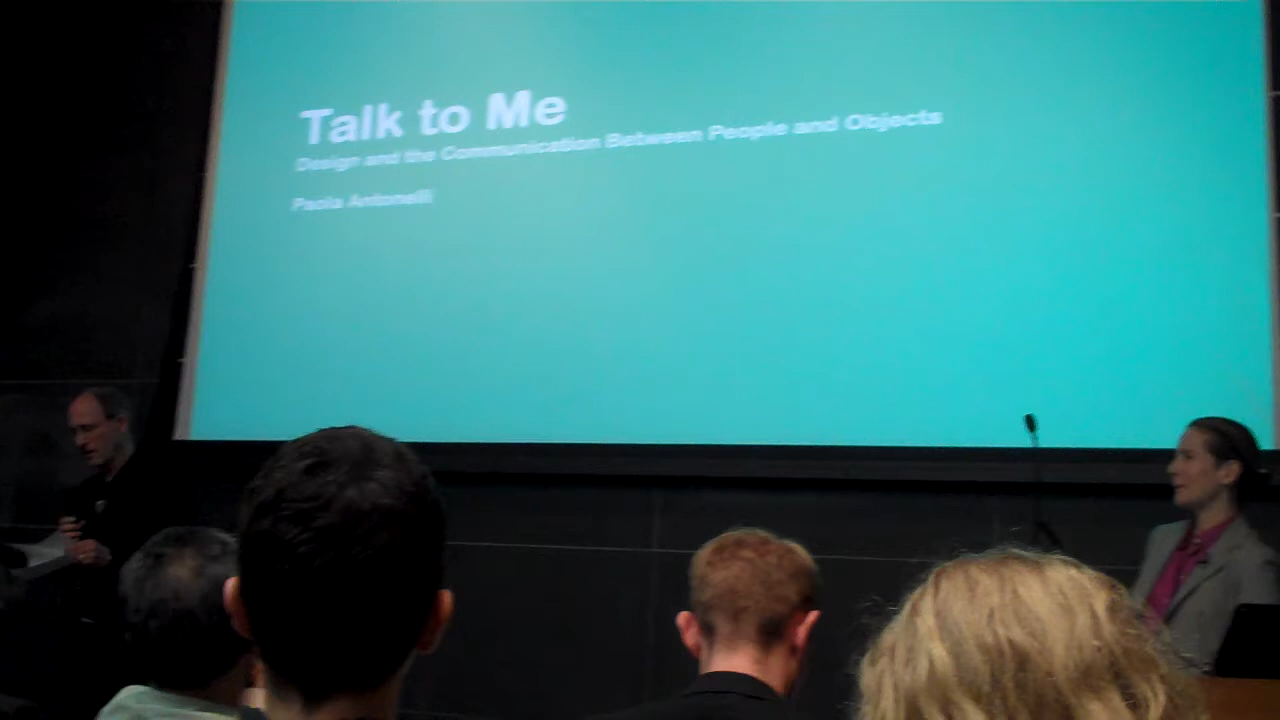 Talk to Me
Design and the Communication Between People and Objects
Paola Antonelli